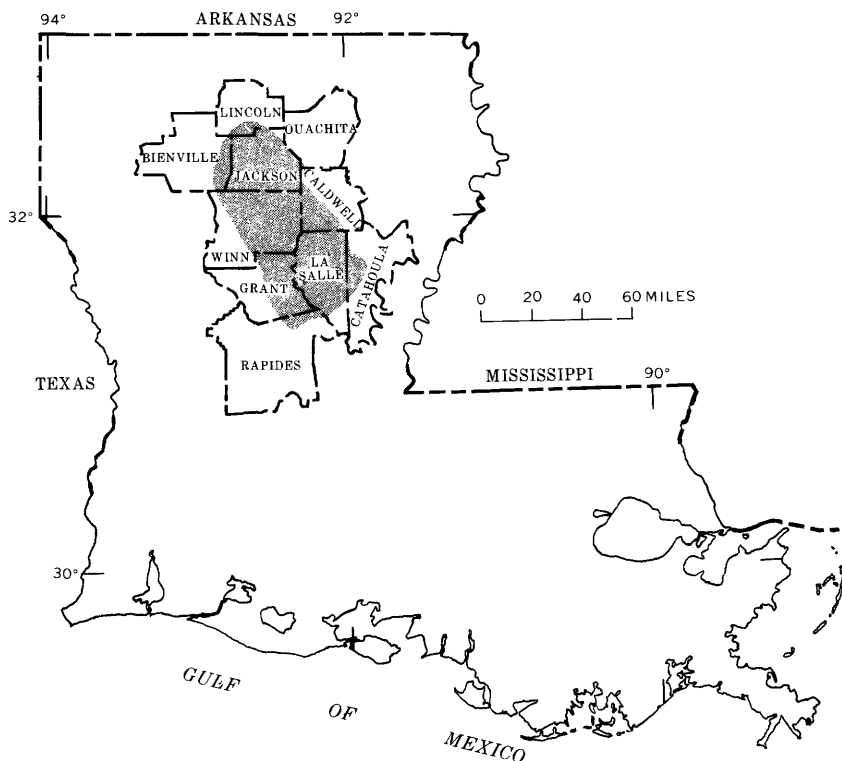 ARKANSAS
94°
92°
LINCOLN
OUACHITA
BIENVILLE
JACKSON
CALDWELL
32°
WINN
LA
SALLE
GRANT
CATAHOULA
0 20 40 60 MILES
RAPIDES
TEXAS
MISSISSIPPI
90°
30°
GULF
OF
MEXICO